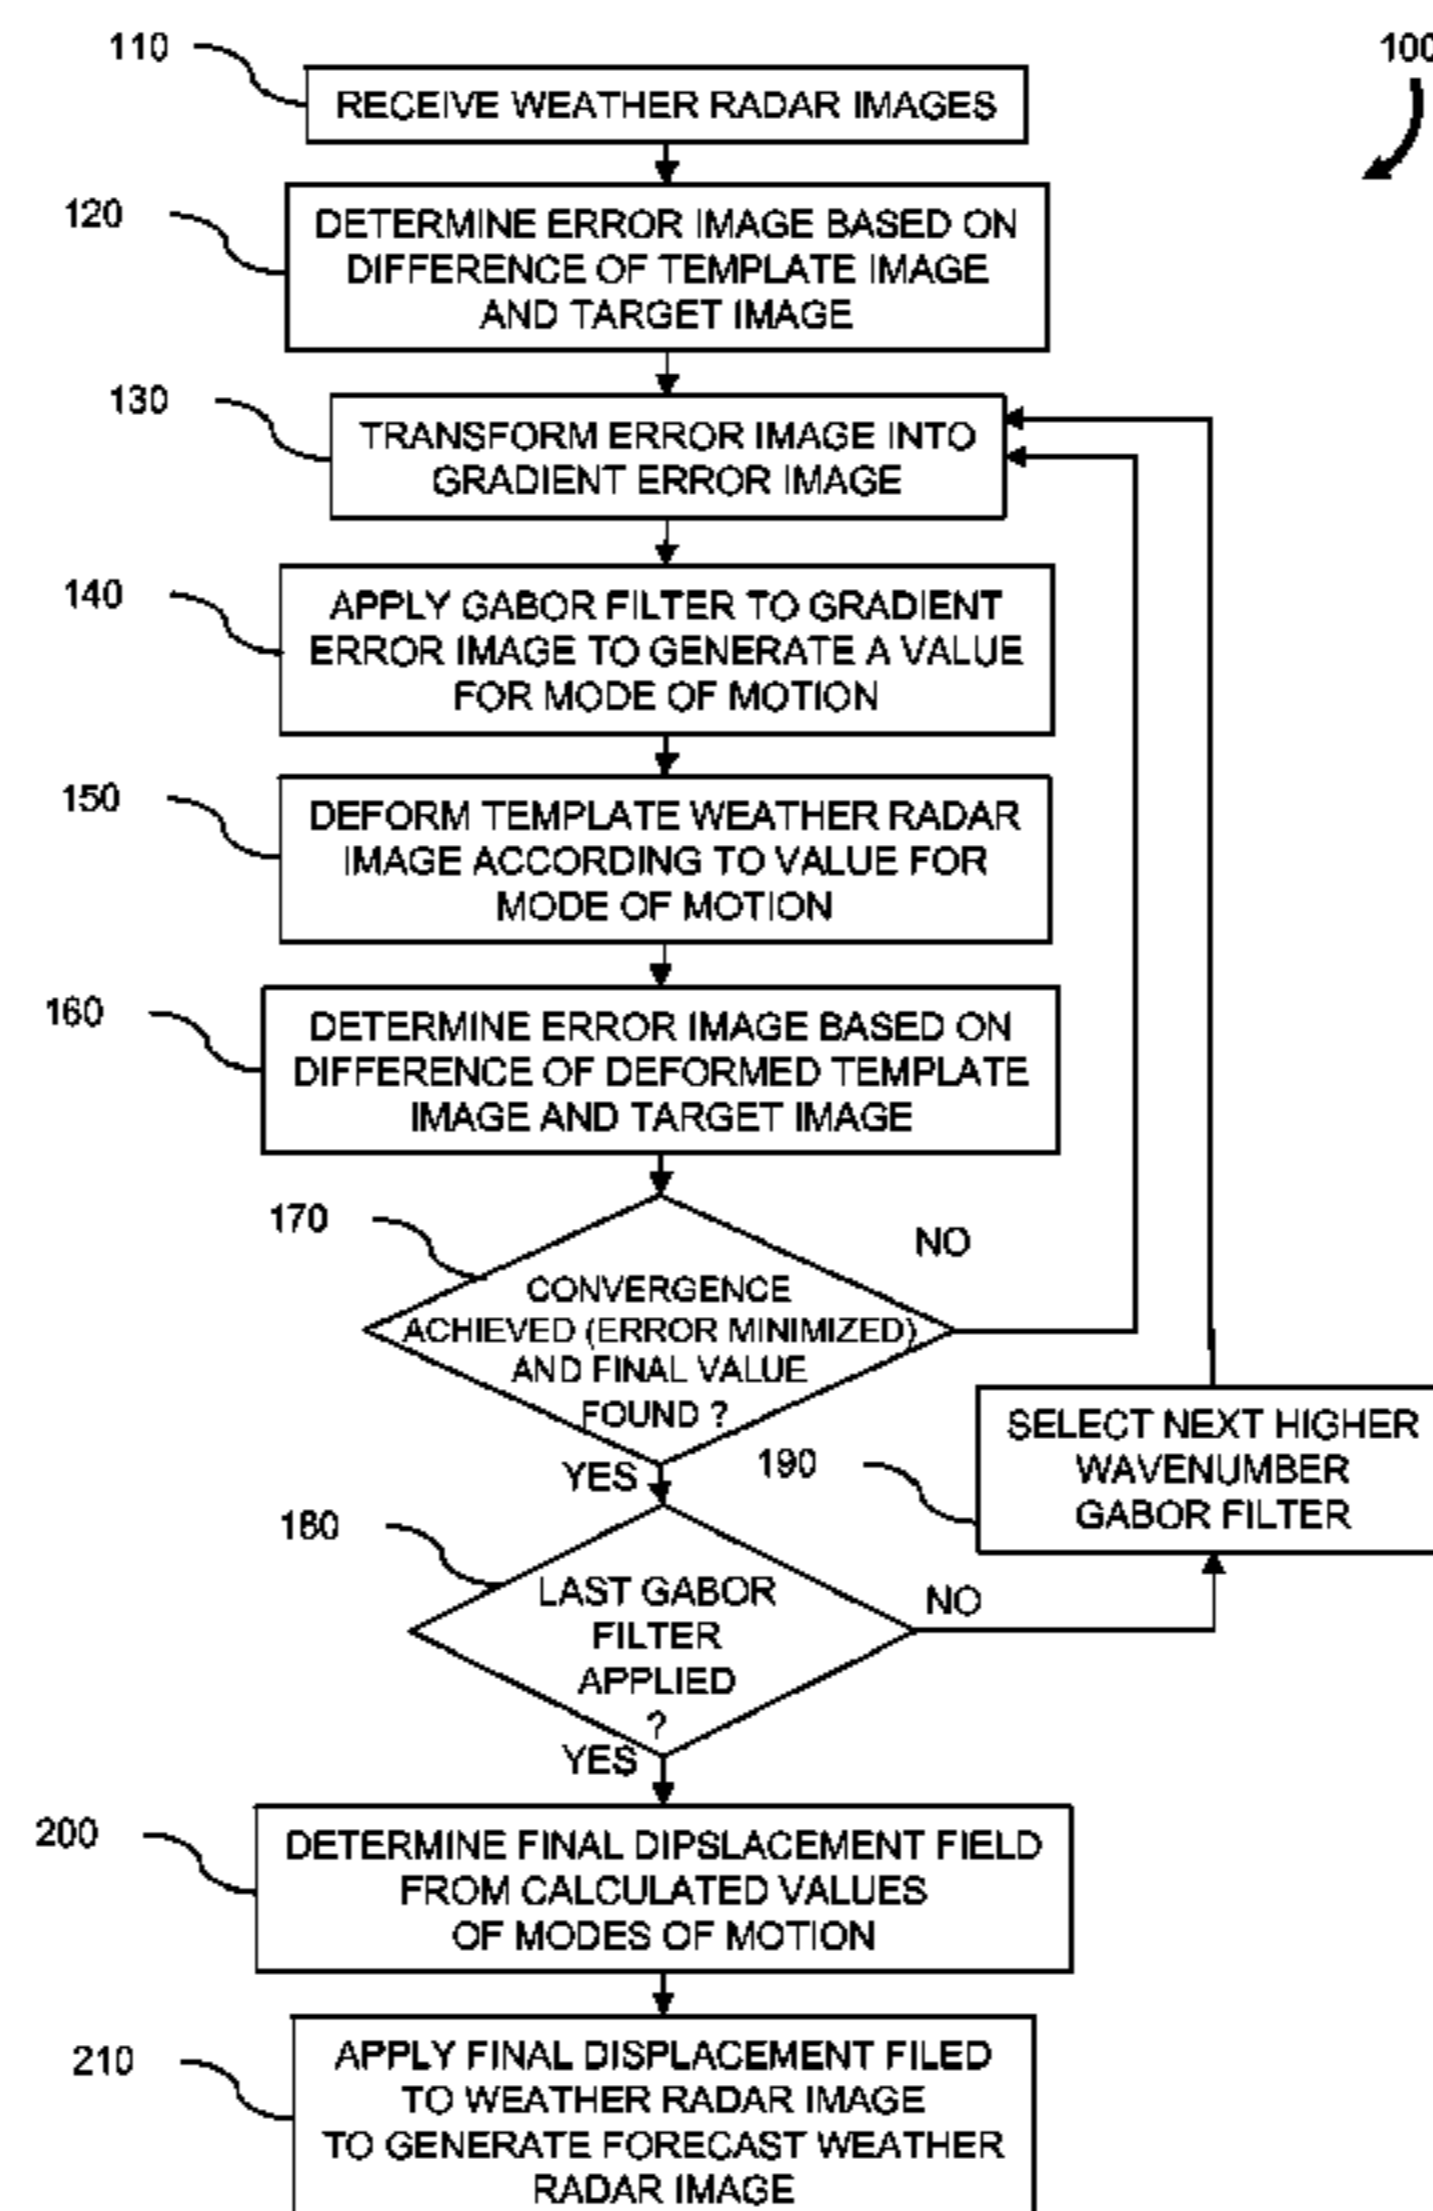 110
100
RECEIVE WEATHER RADAR IMAGES
120
DETERMINE ERROR IMAGE BASED ON
DIFFERENCE OF TEMPLATE IMAGE
AND TARGET IMAGE
130
TRANSFORM ERROR IMAGE INTO
GRADIENT ERROR IMAGE
140
APPLY GABOR FILTER TO GRADIENT
ERROR IMAGE TO GENERATE A VALUE
FOR MODE OF MOTION
150
DEFORM TEMPLATE WEATHER RADAR
IMAGE ACCORDING TO VALUE FOR
MODE OF MOTION
160
DETERMINE ERROR IMAGE BASED ON
DIFFERENCE OF DEFORMED TEMPLATE
IMAGE AND TARGET IMAGE
170
NO
CONVERGENCE
ACHIEVED (ERROR MINIMIZED)
AND FINAL VALUE
FOUND ?
YES
190
SELECT NEXT HIGHER
WAVENUMBER
GABOR FILTER
180
LAST GABOR
FILTER
APPLIED
?
NO
YES
200
DETERMINE FINAL DIPSLACEMENT FIELD
FROM CALCULATED VALUES
OF MODES OF MOTION
210
APPLY FINAL DISPLACEMENT FILED
TO WEATHER RADAR IMAGE
TO GENERATE FORECAST WEATHER
RADAR IMAGE